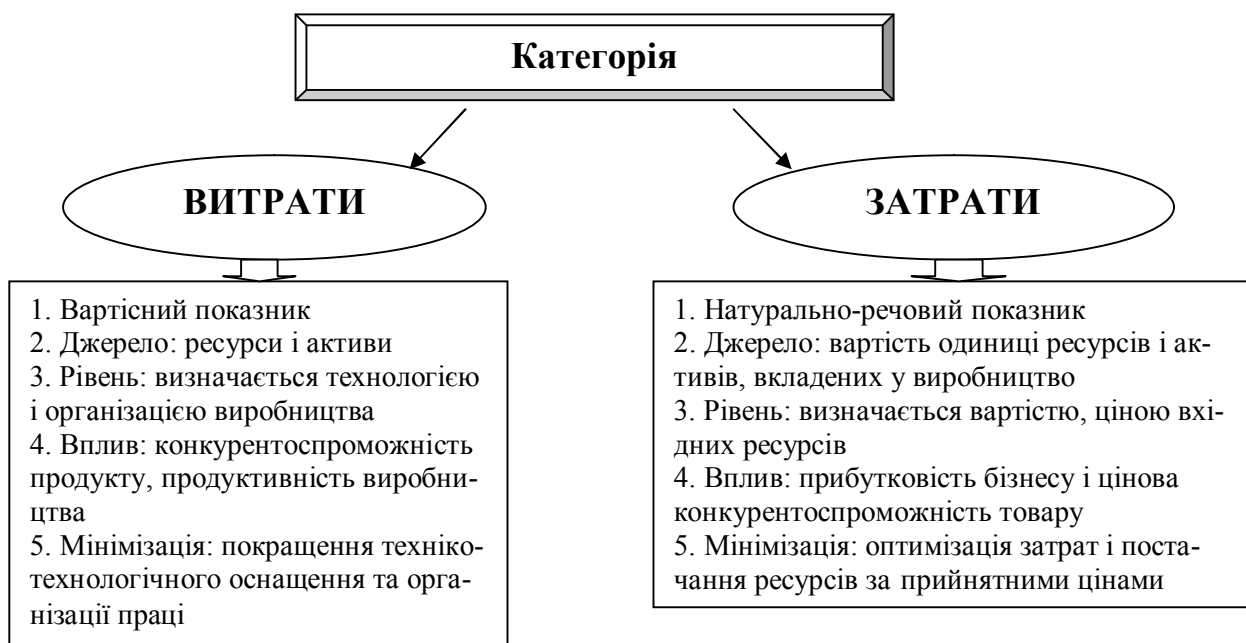 Категорія
ВИТРАТИ
1. Вартісний показник
2. Джерело: ресурси і активи
3. Рівень: визначається технологією
і організацією виробництва
4. Вплив: конкурентоспроможність
продукту, продуктивність виробни-
цтва
5. Мінімізація: покращення техніко-
технологічного оснащення та орга-
нізації праці
ЗАТРАТИ
1. Натурально-речовий показник
2. Джерело: вартість одиниці ресурсів і ак-
тивів, вкладених у виробництво
3. Рівень: визначається вартістю, ціною вхі-
дних ресурсів
4. Вплив: прибутковість бізнесу і цінова
конкурентоспроможність товару
5. Мінімізація: оптимізація затрат і поста-
чання ресурсів за прийнятними цінами